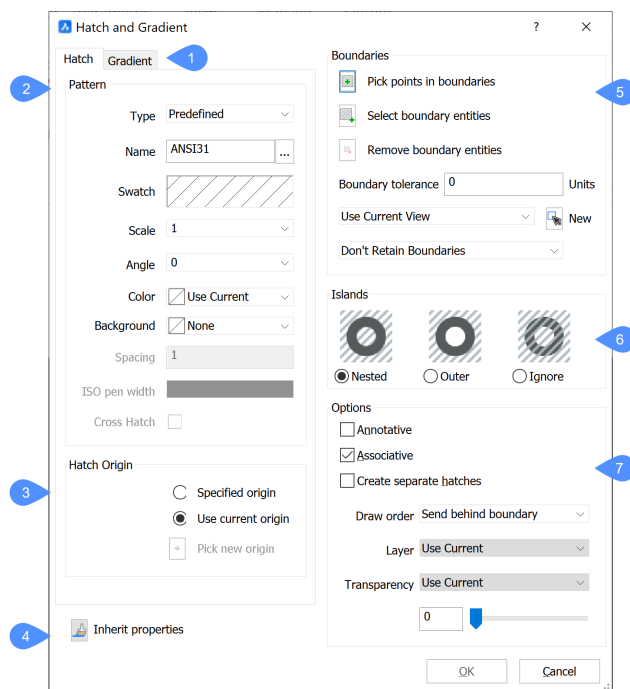 Hatch and Gradient
?
Hatch
Gradient
1
2
Pattern
Type
Predefined
Name
ANSI31
...
Swatch
Scale
1
Angle
0
Color
Use Current
Background
None
Spacing
1
ISO pen width
Cross Hatch
Hatch Origin
3
Specified origin
Use current origin
Pick new origin
4
Inherit properties
Boundaries
5
Pick points in boundaries
Select boundary entities
Remove boundary entities
Boundary tolerance
0
Units
Use Current View
New
Don't Retain Boundaries
Islands
6
Nested
Outer
Ignore
Options
Annotative
Associative
7
Create separate hatches
Draw order
Send behind boundary
Layer
Use Current
Transparency
Use Current
0
OK
Cancel